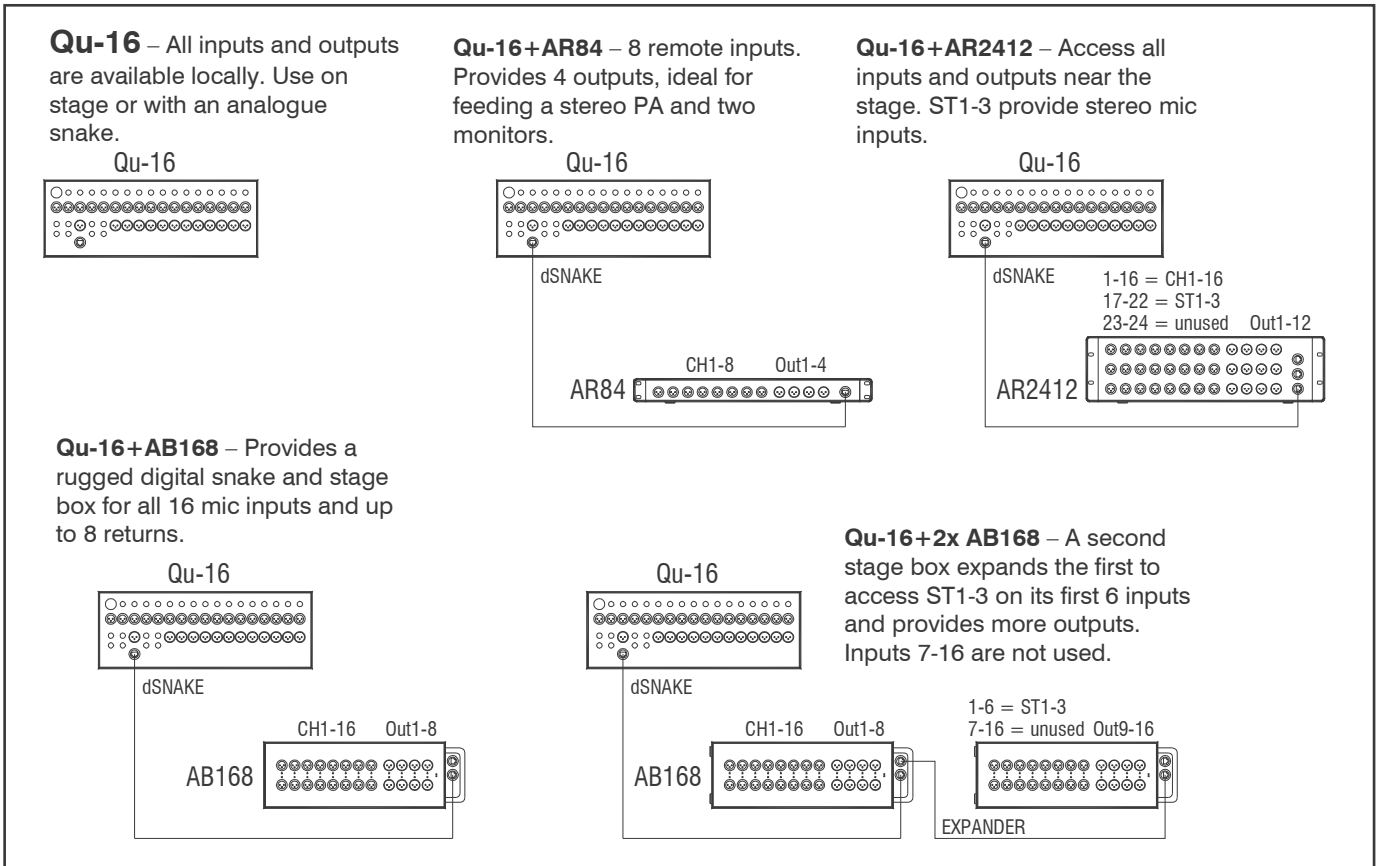 Qu-16 – All inputs and outputs
are available locally. Use on
stage or with an analogue
snake.
Qu-16
Qu-16+AR84 – 8 remote inputs.
Provides 4 outputs, ideal for
feeding a stereo PA and two
monitors.
Qu-16
dSNAKE
CH1-8 Out1-4
AR84
Qu-16+AR2412 – Access all
inputs and outputs near the
stage. ST1-3 provide stereo mic
inputs.
Qu-16
dSNAKE
1-16 = CH1-16
17-22 = ST1-3
23-24 = unused Out1-12
AR2412
Qu-16+AB168 – Provides a
rugged digital snake and stage
box for all 16 mic inputs and up
to 8 returns.
Qu-16
dSNAKE
CH1-16 Out1-8
AB168
Qu-16+2x AB168 – A second
stage box expands the first to
access ST1-3 on its first 6 inputs
and provides more outputs.
Inputs 7-16 are not used.
Qu-16
dSNAKE
CH1-16 Out1-8
AB168
1-6 = ST1-3
7-16 = unused Out9-16
EXPANDER